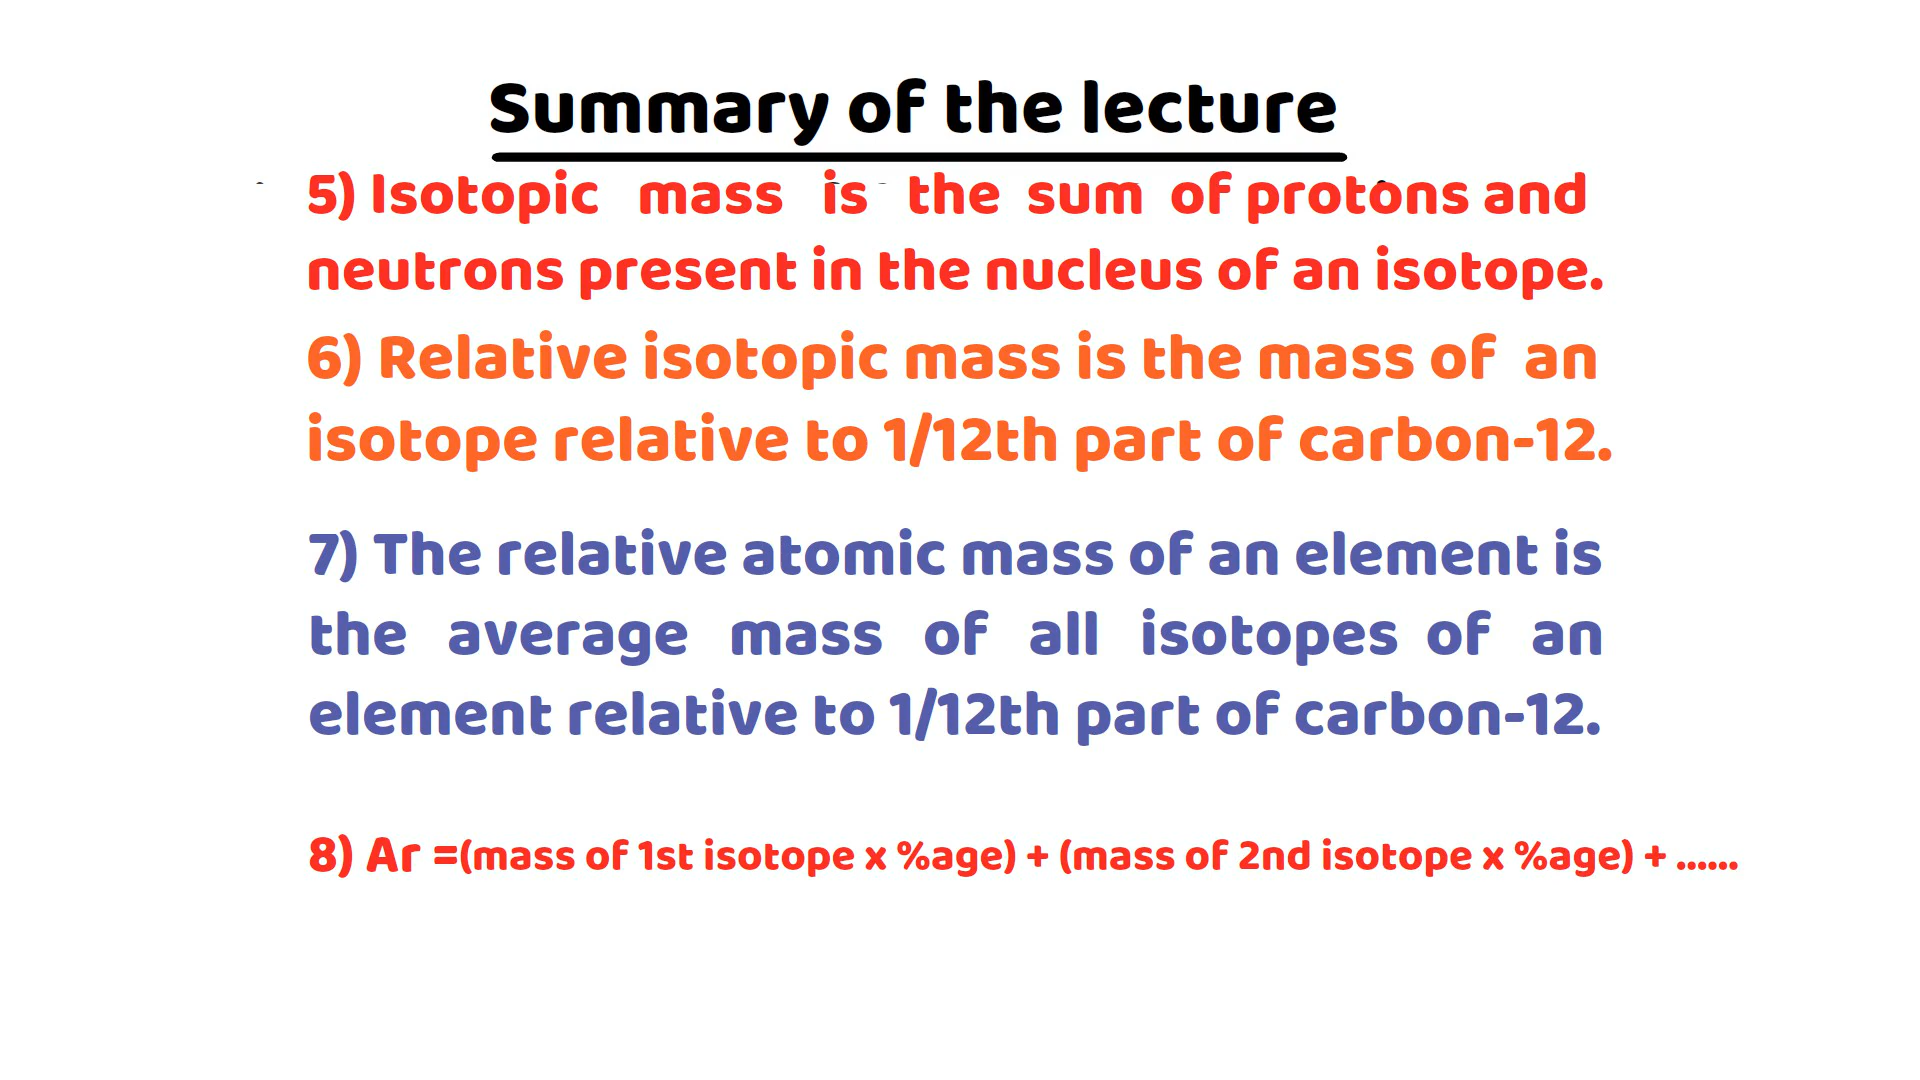 Summary of the lecture
5) Isotopic mass is the sum of protons and
neutrons present in the nucleus of an isotope.
6) Relative isotopic mass is the mass of an
isotope relative to 1/12th part of carbon-12.
7) The relative atomic mass of an element is
the average mass of all isotopes of an
element relative to 1/12th part of carbon-12.
8) Ar =(mass of 1st isotope x %age) + (mass of 2nd isotope x %age) + ......